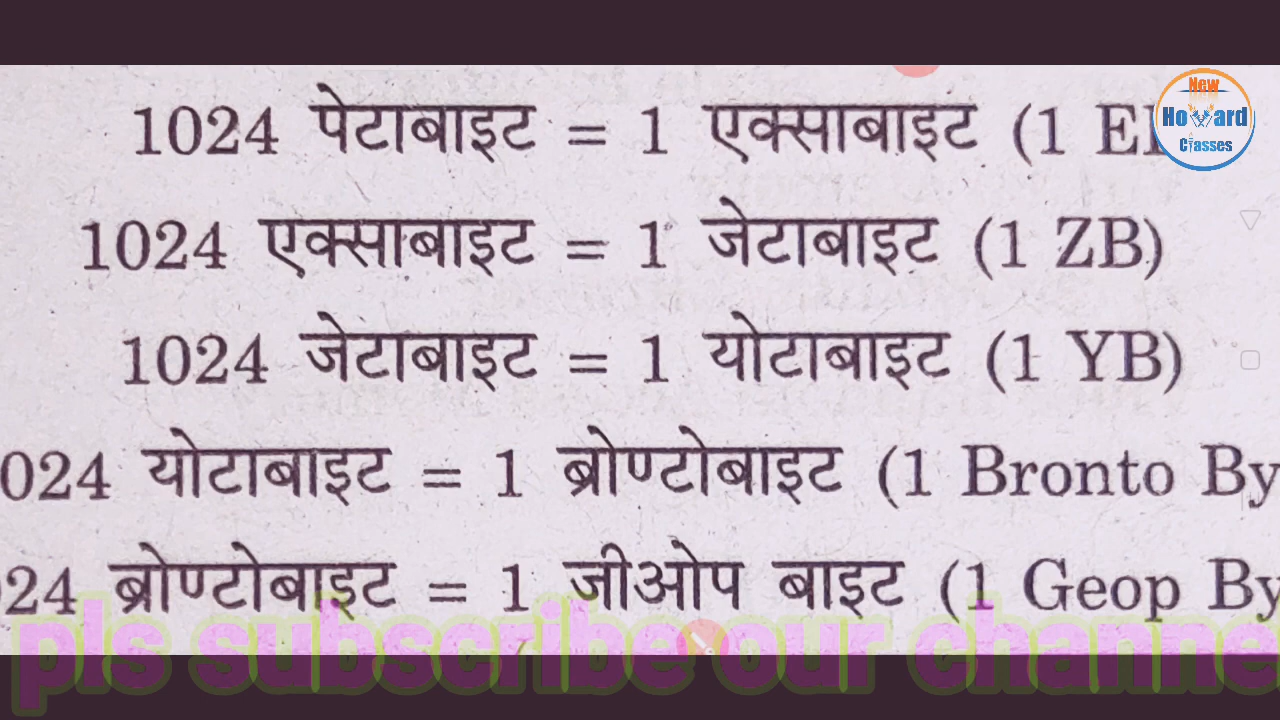 1024 पेटाबाइट = 1 एक्साबाइट (1
New
Howard
Classes
1024 एक्साबाइट = 1 जेटाबाइट (1 ZB)
1024 जेटाबाइट = 1 योटाबाइट (1 YB)
024 योटाबाइट = 1 ब्रोण्टोबाइट (1 Bronto By
24 ब्रोण्टोबाइट = 1 जीओप बाइट (1 Geop By
pls subscribe our channe